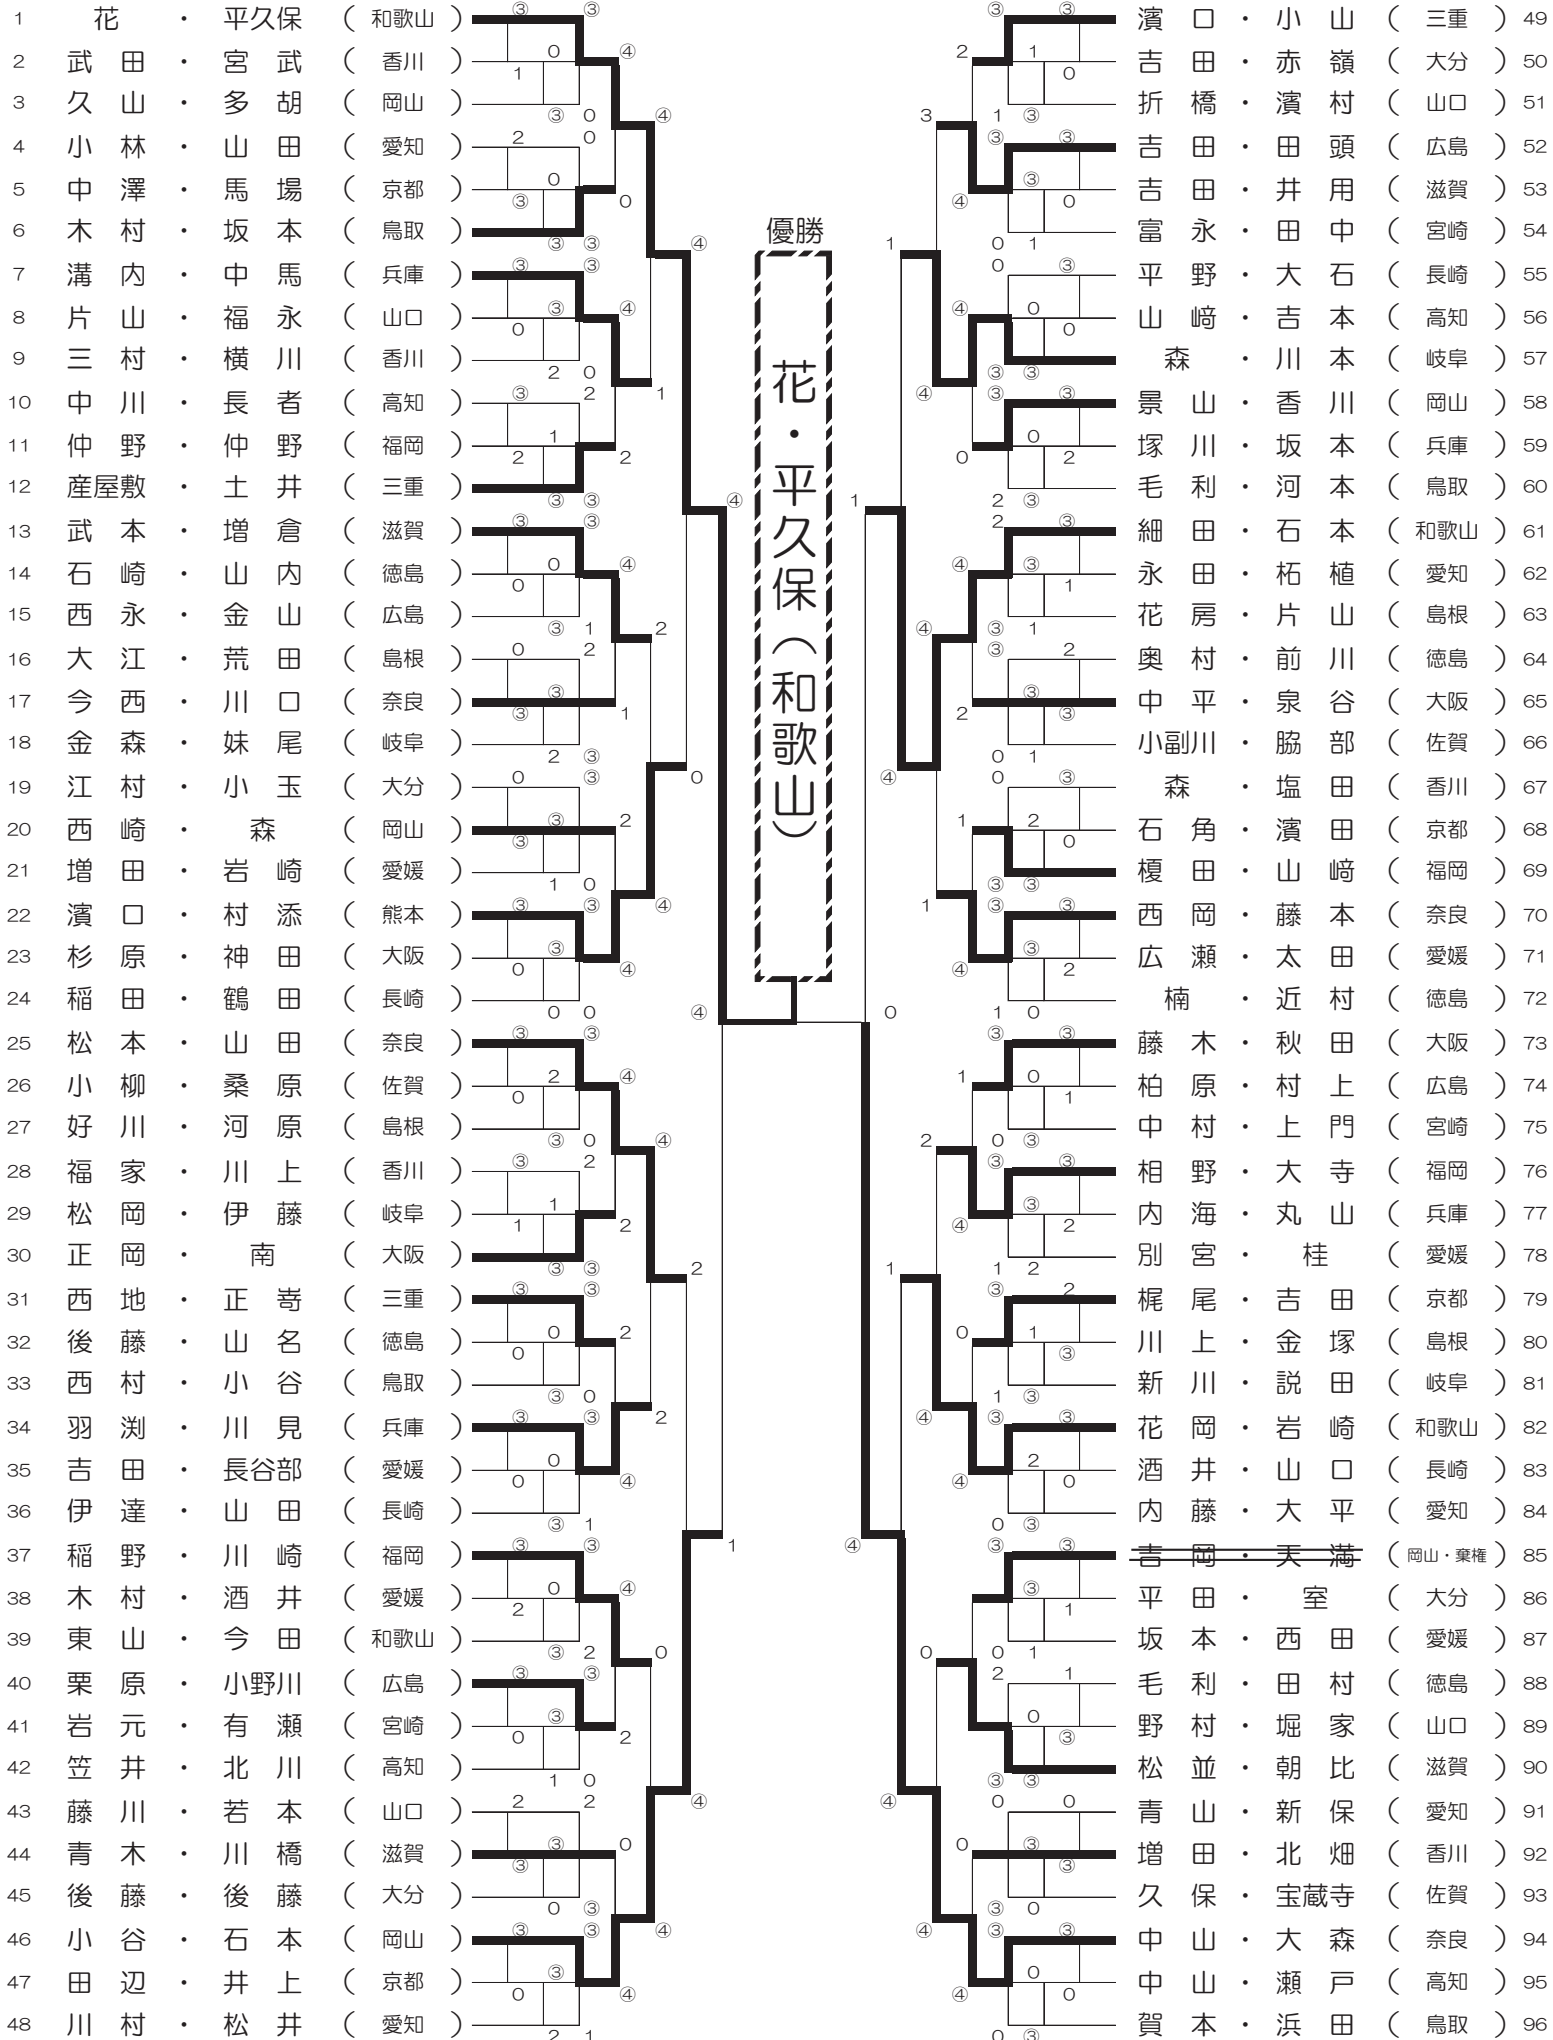 優勝
花・平久保（和歌山）
1 花 ・ 平久保 （ 和歌山 ）
2 武田 ・ 宮武 （ 香川 ）
3 久山 ・ 多胡 （ 岡山 ）
4 小林 ・ 山田 （ 愛知 ）
5 中澤 ・ 馬場 （ 京都 ）
6 木村 ・ 坂本 （ 鳥取 ）
7 溝内 ・ 中馬 （ 兵庫 ）
8 片山 ・ 福永 （ 山口 ）
9 三村 ・ 横川 （ 香川 ）
10 中川 ・ 長者 （ 高知 ）
11 仲野 ・ 仲野 （ 福岡 ）
12 産屋敷 ・ 土井 （ 三重 ）
13 武本 ・ 増倉 （ 滋賀 ）
14 石崎 ・ 山内 （ 徳島 ）
15 西永 ・ 金山 （ 広島 ）
16 大江 ・ 荒田 （ 島根 ）
17 今西 ・ 川口 （ 奈良 ）
18 金森 ・ 妹尾 （ 岐阜 ）
19 江村 ・ 小玉 （ 大分 ）
20 西崎 ・ 森 （ 岡山 ）
21 増田 ・ 岩崎 （ 愛媛 ）
22 濱口 ・ 村添 （ 熊本 ）
23 杉原 ・ 神田 （ 大阪 ）
24 稲田 ・ 鶴田 （ 長崎 ）
25 松本 ・ 山田 （ 奈良 ）
26 小柳 ・ 桑原 （ 佐賀 ）
27 好川 ・ 河原 （ 島根 ）
28 福家 ・ 川上 （ 香川 ）
29 松岡 ・ 伊藤 （ 岐阜 ）
30 正岡 ・ 南 （ 大阪 ）
31 西地 ・ 正嵜 （ 三重 ）
32 後藤 ・ 山名 （ 徳島 ）
33 西村 ・ 小谷 （ 鳥取 ）
34 羽渕 ・ 川見 （ 兵庫 ）
35 吉田 ・ 長谷部 （ 愛媛 ）
36 伊達 ・ 山田 （ 長崎 ）
37 稲野 ・ 川崎 （ 福岡 ）
38 木村 ・ 酒井 （ 愛媛 ）
39 東山 ・ 今田 （ 和歌山 ）
40 栗原 ・ 小野川 （ 広島 ）
41 岩元 ・ 有瀬 （ 宮崎 ）
42 笠井 ・ 北川 （ 高知 ）
43 藤川 ・ 若本 （ 山口 ）
44 青木 ・ 川橋 （ 滋賀 ）
45 後藤 ・ 後藤 （ 大分 ）
46 小谷 ・ 石本 （ 岡山 ）
47 田辺 ・ 井上 （ 京都 ）
48 川村 ・ 松井 （ 愛知 ）
濱口 ・ 小山 （ 三重 ） 49
吉田 ・ 赤嶺 （ 大分 ） 50
折橋 ・ 濱村 （ 山口 ） 51
吉田 ・ 田頭 （ 広島 ） 52
吉田 ・ 井用 （ 滋賀 ） 53
富永 ・ 田中 （ 宮崎 ） 54
平野 ・ 大石 （ 長崎 ） 55
山﨑 ・ 吉本 （ 高知 ） 56
森 ・ 川本 （ 岐阜 ） 57
景山 ・ 香川 （ 岡山 ） 58
塚川 ・ 坂本 （ 兵庫 ） 59
毛利 ・ 河本 （ 鳥取 ） 60
細田 ・ 石本 （ 和歌山 ） 61
永田 ・ 柘植 （ 愛知 ） 62
花房 ・ 片山 （ 島根 ） 63
奥村 ・ 前川 （ 徳島 ） 64
中平 ・ 泉谷 （ 大阪 ） 65
小副川 ・ 脇部 （ 佐賀 ） 66
森 ・ 塩田 （ 香川 ） 67
石角 ・ 濱田 （ 京都 ） 68
榎田 ・ 山﨑 （ 福岡 ） 69
西岡 ・ 藤本 （ 奈良 ） 70
広瀬 ・ 太田 （ 愛媛 ） 71
楠 ・ 近村 （ 徳島 ） 72
藤木 ・ 秋田 （ 大阪 ） 73
柏原 ・ 村上 （ 広島 ） 74
中村 ・ 上門 （ 宮崎 ） 75
相野 ・ 大寺 （ 福岡 ） 76
内海 ・ 丸山 （ 兵庫 ） 77
別宮 ・ 桂 （ 愛媛 ） 78
梶尾 ・ 吉田 （ 京都 ） 79
川上 ・ 金塚 （ 島根 ） 80
新川 ・ 説田 （ 岐阜 ） 81
花岡 ・ 岩崎 （ 和歌山 ） 82
酒井 ・ 山口 （ 長崎 ） 83
内藤 ・ 大平 （ 愛知 ） 84
吉岡 ・ 天満 （ 岡山・棄権 ） 85
平田 ・ 室 （ 大分 ） 86
坂本 ・ 西田 （ 愛媛 ） 87
毛利 ・ 田村 （ 徳島 ） 88
野村 ・ 堀家 （ 山口 ） 89
松並 ・ 朝比 （ 滋賀 ） 90
青山 ・ 新保 （ 愛知 ） 91
増田 ・ 北畑 （ 香川 ） 92
久保 ・ 宝蔵寺 （ 佐賀 ） 93
中山 ・ 大森 （ 奈良 ） 94
中山 ・ 瀬戸 （ 高知 ） 95
賀本 ・ 浜田 （ 鳥取 ） 96